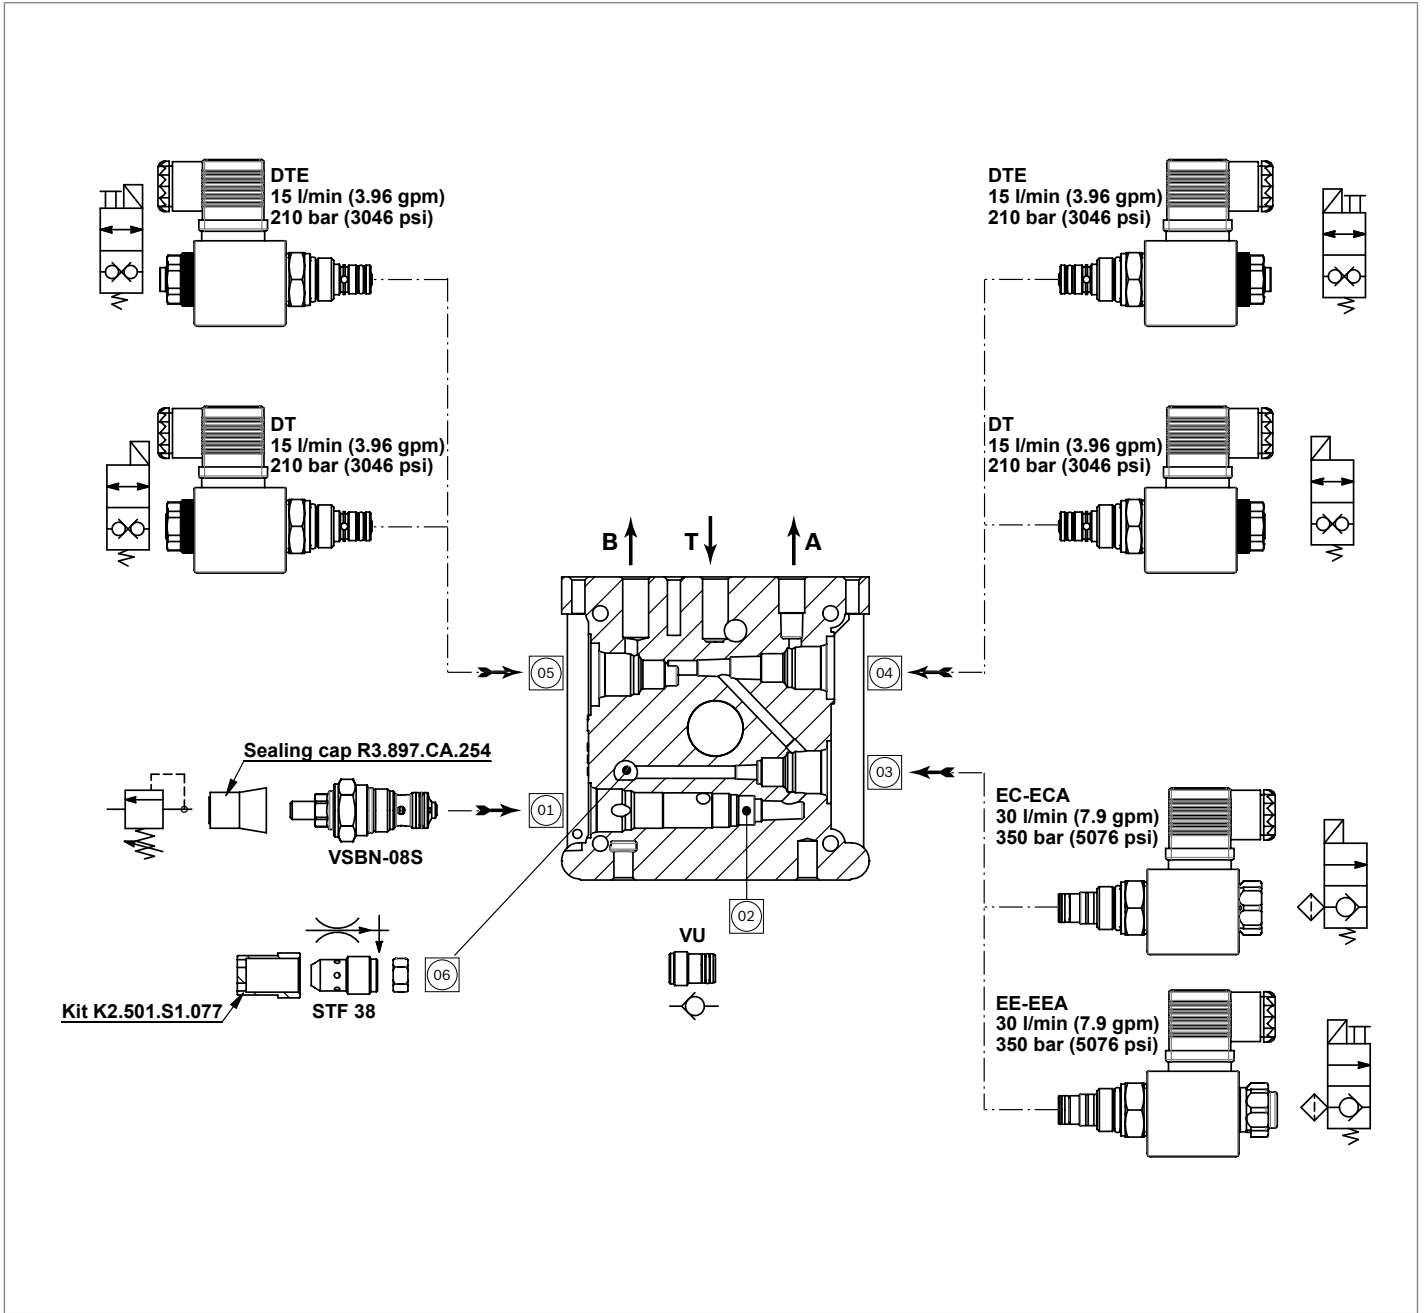 DTE
15 l/min (3.96 gpm)
210 bar (3046 psi)
DTE
15 l/min (3.96 gpm)
210 bar (3046 psi)
DT
15 l/min (3.96 gpm)
210 bar (3046 psi)
DT
15 l/min (3.96 gpm)
210 bar (3046 psi)
B
T
A
05
04
Sealing cap R3.897.CA.254
03
01
VSBN-08S
EC-ECA
30 l/min (7.9 gpm)
350 bar (5076 psi)
02
VU
06
Kit K2.501.S1.077
STF 38
EE-EEA
30 l/min (7.9 gpm)
350 bar (5076 psi)